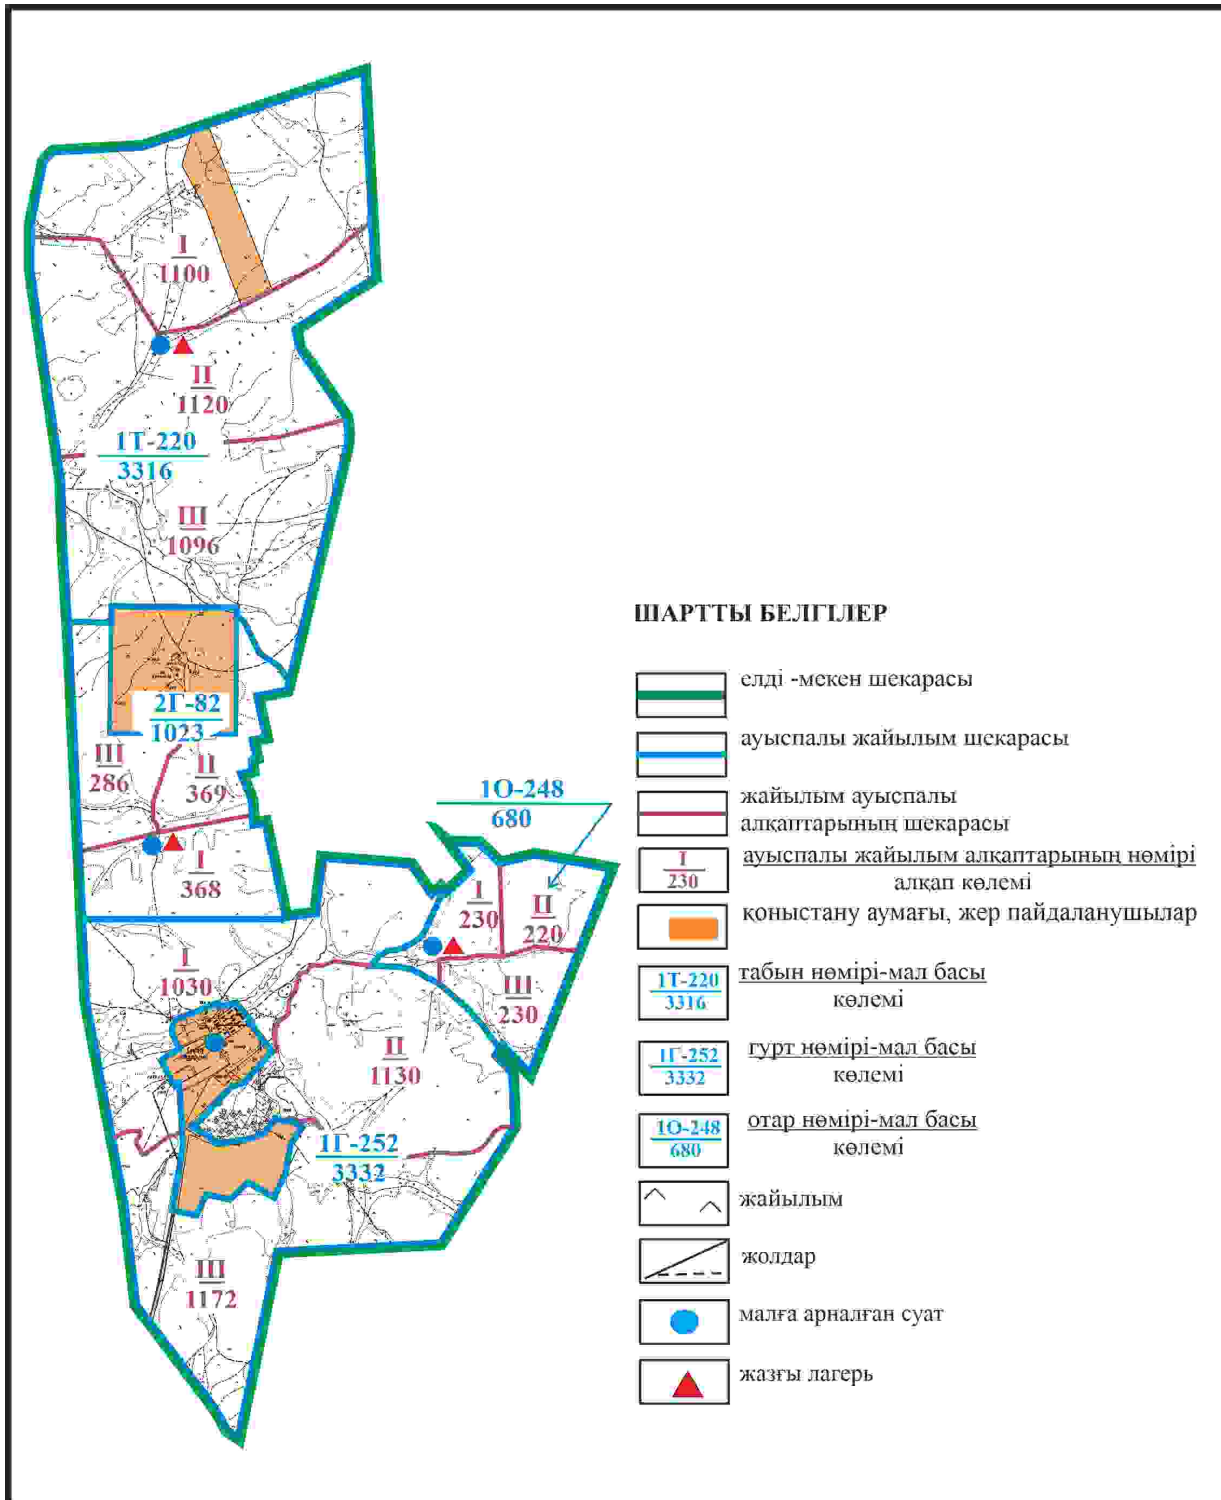 I
1100
II
1120
1Т-220
3316
III
1096
2Г-82
1023
III
286
II
369
I
368
1О-248
680
I
230
II
220
III
230
I
1030
II
1130
1Г-252
3332
III
1172
ШАРТТЫ БЕЛГІЛЕР
елді -мекен шекарасы
ауыспалы жайылым шекарасы
жайылым ауыспалы
алқаптарының шекарасы
I
230
ауыспалы жайылым алқаптарының нөмірі
алқап көлемі
қоныстану аумағы, жер пайдаланушылар
1Т-220
3316
табын нөмірі-мал басы
көлемі
1Г-252
3332
гурт нөмірі-мал басы
көлемі
1О-248
680
отар нөмірі-мал басы
көлемі
жайылым
жолдар
малға арналған суат
жазғы лагерь